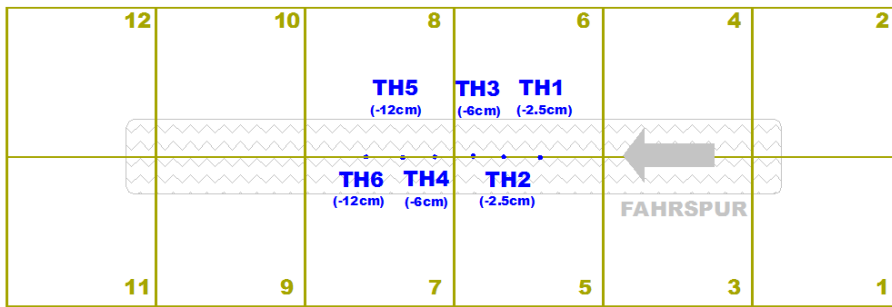 12 10 8 6 4 2
TH5 TH3 TH1
(-12cm) (-6cm) (-2.5cm)
TH6 TH4 TH2
(-12cm) (-6cm) (-2.5cm)
FAHRSPUR
11 9 7 5 3 1